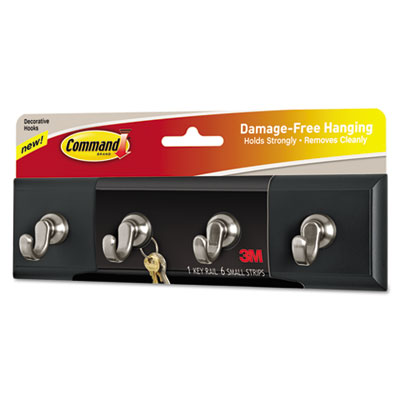 Decorative
Hooks
new!
Command
BRAND
Damage-Free Hanging
Holds Strongly • Removes Cleanly
3M
1 KEY RAIL 6 SMALL STRIPS